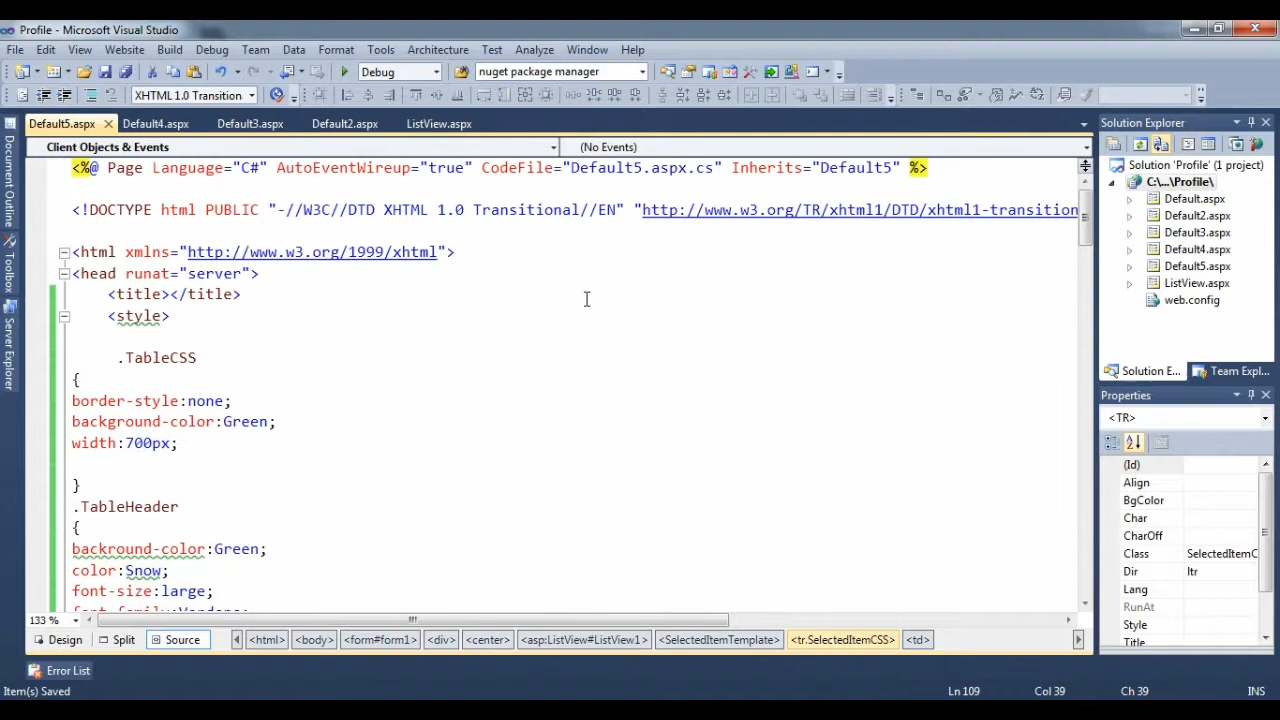 Profile - Microsoft Visual Studio
File Edit View Website Build Debug Team Data Format Project Tools Architecture Test Analyze Window Help
Debug nuget package manager
XHTML 1.0 Transition
Default5.aspx Default4.aspx Default3.aspx Default2.aspx ListView.aspx
Client Objects & Events (No Events)
<%@ Page Language="C#" AutoEventWireup="true" CodeFile="Default5.aspx.cs" Inherits="Default5" %>
<!DOCTYPE html PUBLIC "-//W3C//DTD XHTML 1.0 Transitional//EN" "http://www.w3.org/TR/xhtml1/DTD/xhtml1-transition
<html xmlns="http://www.w3.org/1999/xhtml">
<head runat="server">
<title></title>
<style>
.TableCSS
{
border-style:none;
background-color:Green;
width:700px;
}
.TableHeader
{
backround-color:Green;
color:Snow;
font-size:large;
font-family:Verdana;
133 %
Design Split Source <html> <body> <form#form1> <div> <center> <asp:ListView#ListView1> <SelectedItemTemplate> <tr.SelectedItemCSS> <td>
Error List
Item(s) Saved Ln 109 Col 39 Ch 39 INS
Document Outline
Toolbox
Server Explorer
Solution Explorer
Solution 'Profile' (1 project)
C:\...\Profile\
Default.aspx
Default2.aspx
Default3.aspx
Default4.aspx
Default5.aspx
ListView.aspx
web.config
Solution E... Team Expl...
Properties
<TR>
(Id)
Align
BgColor
Char
CharOff
Class SelectedItemC
Dir ltr
Lang
RunAt
Style
Title